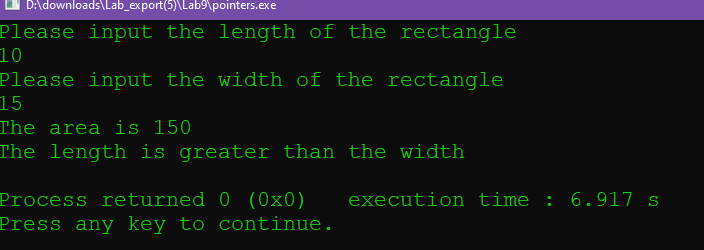 D:\downloads\Lab_export(5)\Lab9\pointers.exe
Please input the length of the rectangle
10
Please input the width of the rectangle
15
The area is 150
The length is greater than the width
Process returned 0 (0x0)   execution time : 6.917 s
Press any key to continue.